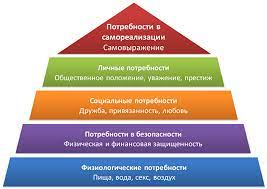 Потребности в
самореализации
Самовыражение
Личные потребности
Общественное положение, уважение, престиж
Социальные потребности
Дружба, привязанность, любовь
Потребности в безопасности
Физическая и финансовая защищенность
Физиологические потребности
Пища, вода, секс, воздух